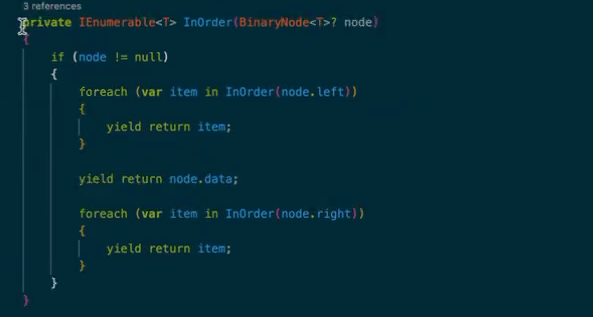 3 references
private IEnumerable<T> InOrder(BinaryNode<T>? node)
{
if (node != null)
{
foreach (var item in InOrder(node.left))
{
yield return item;
}
yield return node.data;
foreach (var item in InOrder(node.right))
{
yield return item;
}
}
}